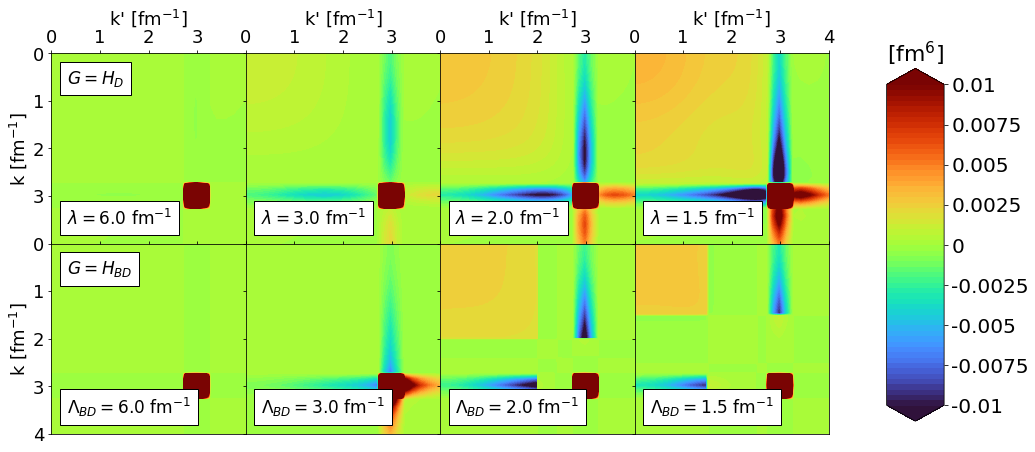 k' [fm⁻¹] k' [fm⁻¹] k' [fm⁻¹] k' [fm⁻¹]
0 1 2 3 0 1 2 3 0 1 2 3 0 1 2 3 4
[fm⁶]
0
1
2
3
k [fm⁻¹]
G = H_D
λ = 6.0 fm⁻¹
λ = 3.0 fm⁻¹
λ = 2.0 fm⁻¹
λ = 1.5 fm⁻¹
0
1
2
3
4
k [fm⁻¹]
G = H_BD
Λ_BD = 6.0 fm⁻¹
Λ_BD = 3.0 fm⁻¹
Λ_BD = 2.0 fm⁻¹
Λ_BD = 1.5 fm⁻¹
0.01
0.0075
0.005
0.0025
0
-0.0025
-0.005
-0.0075
-0.01